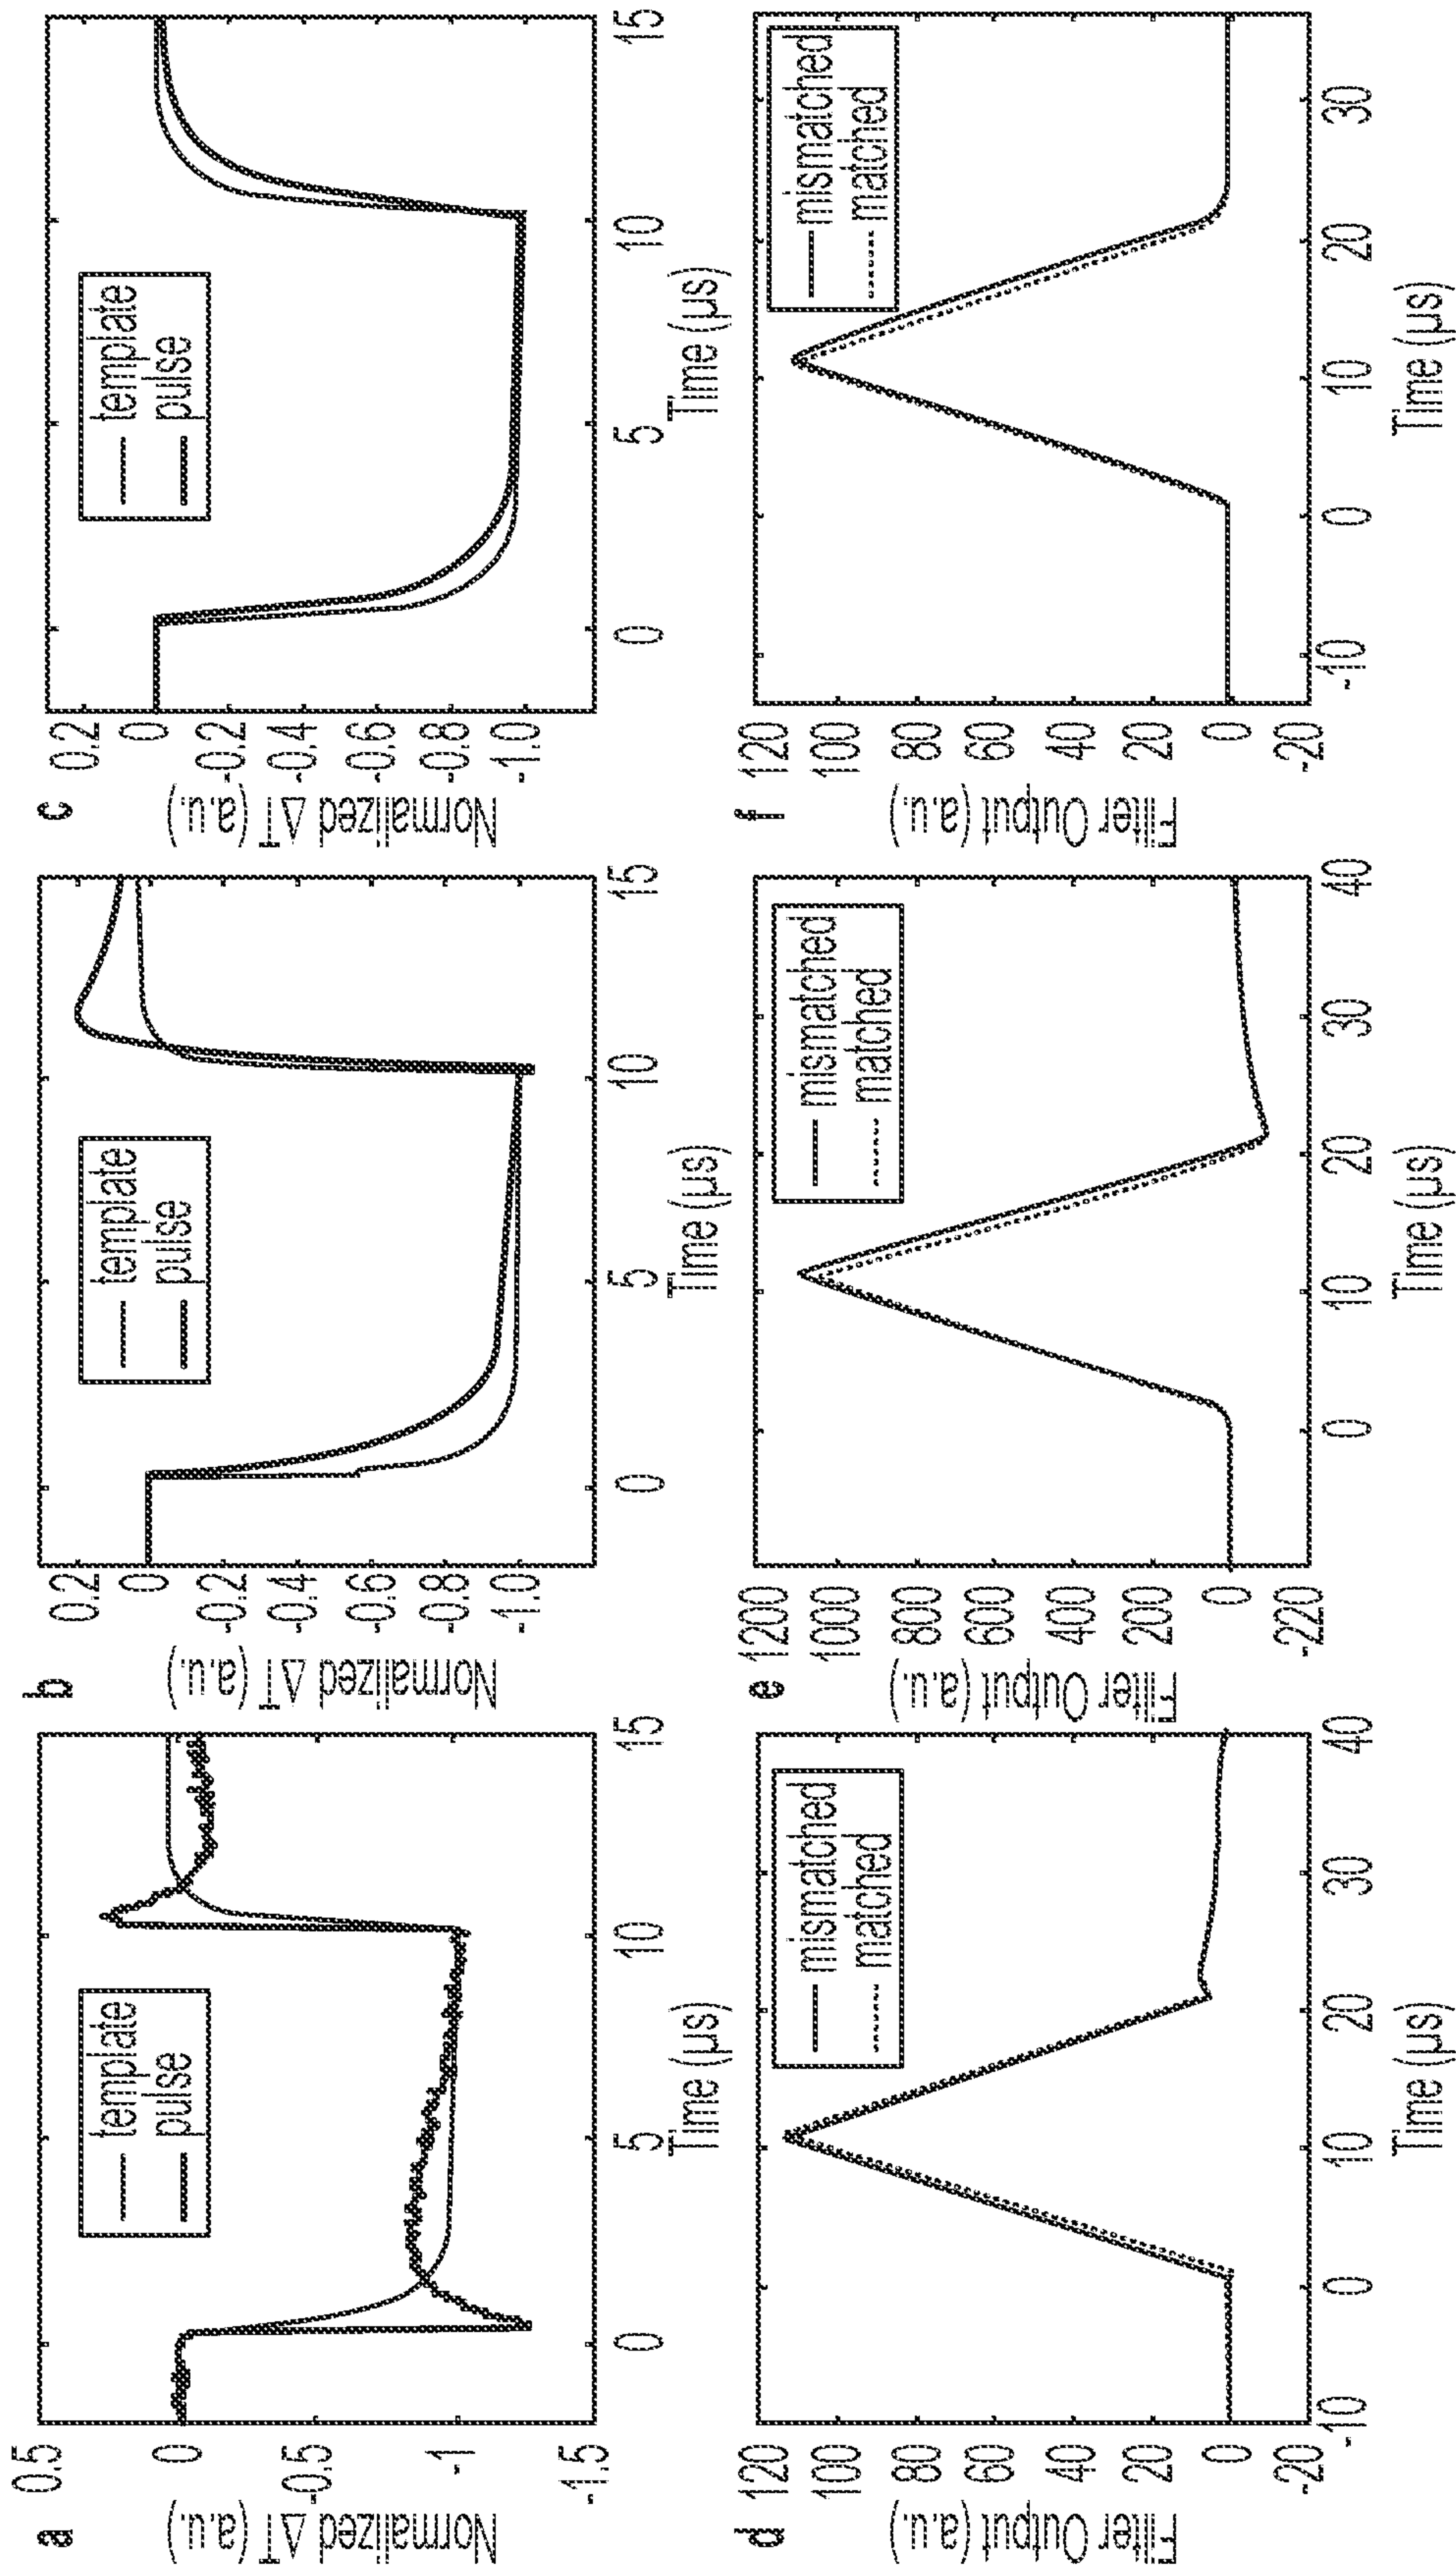 a
Normalized ΔT (a.u.)
0.5
0
-0.5
-1
-1.5
template
pulse
0
5
10
15
Time (µs)
b
Normalized ΔT (a.u.)
0.2
0
-0.2
-0.4
-0.6
-0.8
-1.0
template
pulse
0
5
10
15
Time (µs)
c
Normalized ΔT (a.u.)
0.2
0
-0.2
-0.4
-0.6
-0.8
-1.0
template
pulse
0
5
10
15
Time (µs)
d
Filter Output (a.u.)
120
100
80
60
40
20
0
-20
mismatched
matched
-10
0
10
20
30
40
Time (µs)
e
Filter Output (a.u.)
1200
1000
800
600
400
200
0
-220
mismatched
matched
0
10
20
30
40
Time (µs)
f
Filter Output (a.u.)
120
100
80
60
40
20
0
-20
mismatched
matched
-10
0
10
20
30
Time (µs)